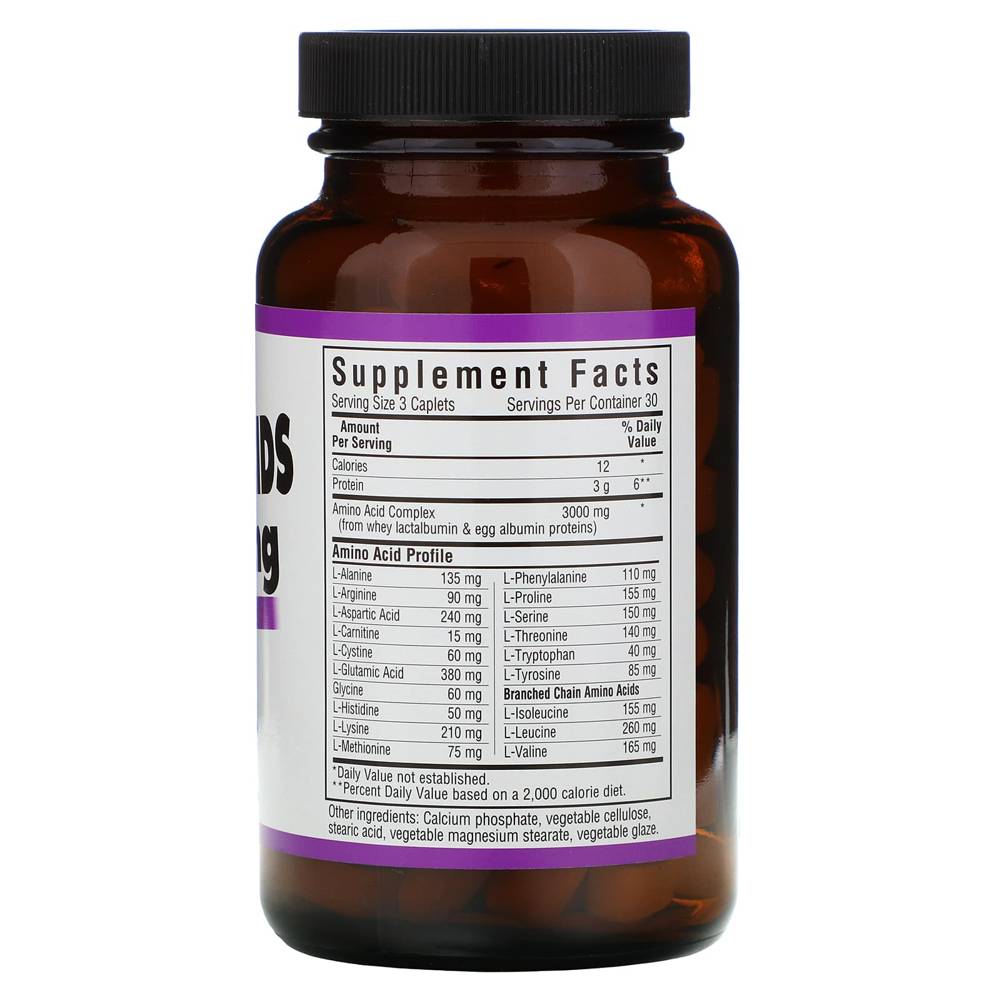 IDS
g
Supplement Facts
Serving Size 3 Caplets Servings Per Container 30
Amount Per Serving % Daily Value
Calories 12 *
Protein 3 g 6**
Amino Acid Complex 3000 mg *
(from whey lactalbumin & egg albumin proteins)
Amino Acid Profile
L-Alanine 135 mg
L-Arginine 90 mg
L-Aspartic Acid 240 mg
L-Carnitine 15 mg
L-Cystine 60 mg
L-Glutamic Acid 380 mg
Glycine 60 mg
L-Histidine 50 mg
L-Lysine 210 mg
L-Methionine 75 mg
L-Phenylalanine 110 mg
L-Proline 155 mg
L-Serine 150 mg
L-Threonine 140 mg
L-Tryptophan 40 mg
L-Tyrosine 85 mg
Branched Chain Amino Acids
L-Isoleucine 155 mg
L-Leucine 260 mg
L-Valine 165 mg
*Daily Value not established.
**Percent Daily Value based on a 2,000 calorie diet.
Other ingredients: Calcium phosphate, vegetable cellulose,
stearic acid, vegetable magnesium stearate, vegetable glaze.